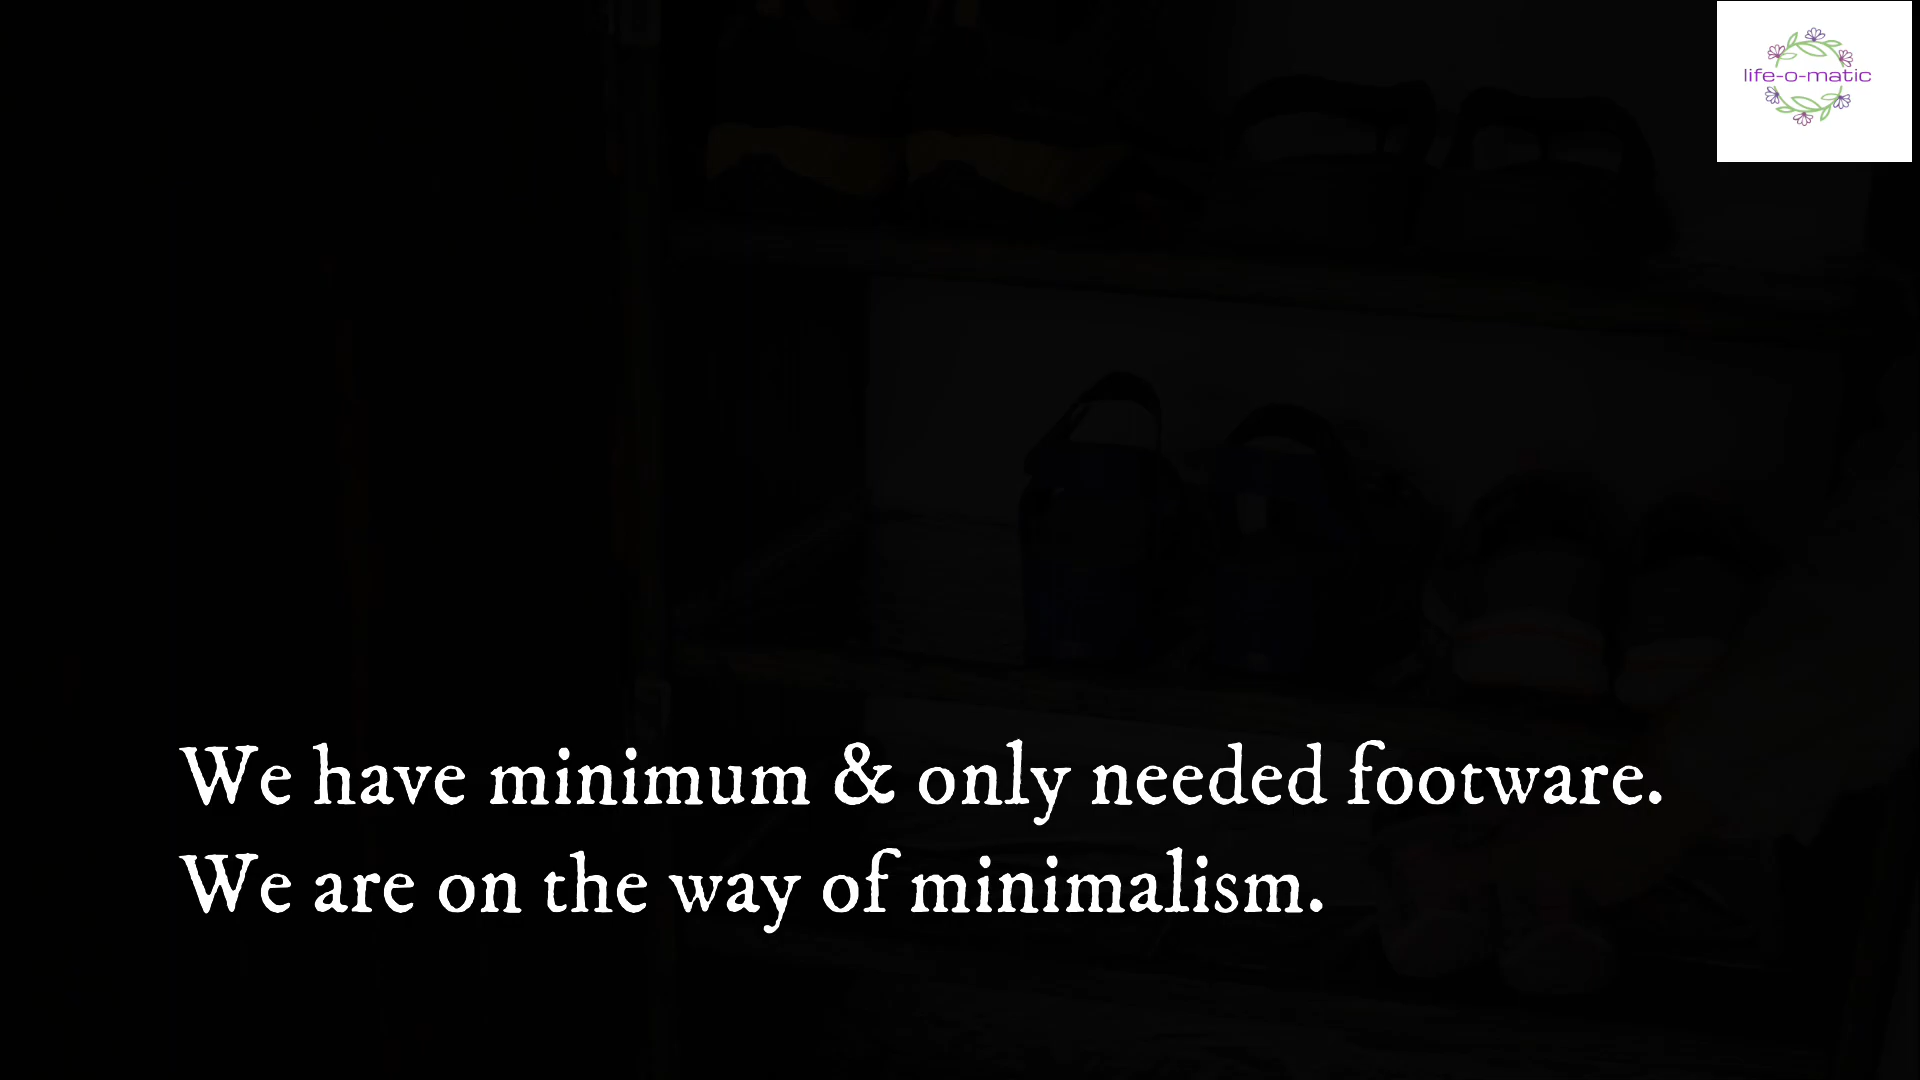 life-o-matic
We have minimum & only needed footware.
We are on the way of minimalism.